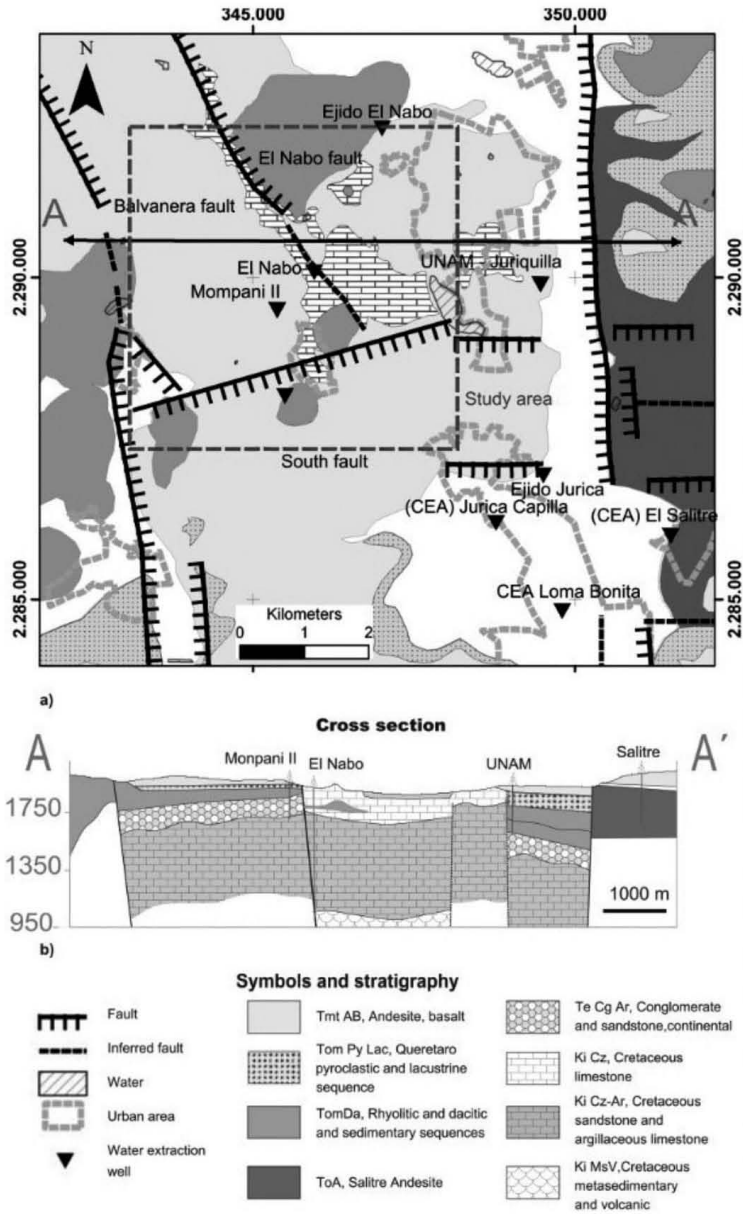 345.000
350.000
N
Ejido El Nabo
El Nabo fault
A
Balvanera fault
A
El Nabo
UNAM - Juriquilla
Mompani II
2.290.000
2.290.000
Study area
South fault
Ejido Jurica
(CEA) Jurica Capilla
(CEA) El Salitre
CEA Loma Bonita
2.285.000
2.285.000
Kilometers
0 1 2
a)
Cross section
A
A´
Monpani II
El Nabo
UNAM
Salitre
1750
1350
950
1000 m
b)
Symbols and stratigraphy
Fault
Inferred fault
Water
Urban area
Water extraction
well
Tmt AB, Andesite, basalt
Tom Py Lac, Queretaro
pyroclastic and lacustrine
sequence
TomDa, Rhyolitic and dacitic
and sedimentary sequences
ToA, Salitre Andesite
Te Cg Ar, Conglomerate
and sandstone,continental
Ki Cz, Cretaceous
limestone
Ki Cz-Ar, Cretaceous
sandstone and
argillaceous limestone
Ki MsV,Cretaceous
metasedimentary
and volcanic